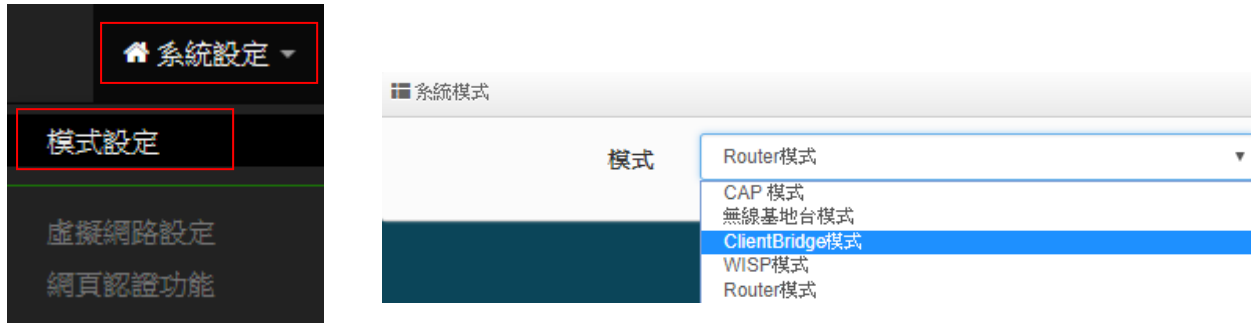 系統設定
模式設定
虛擬網路設定
網頁認證功能
系統模式
模式
Router模式
CAP 模式
無線基地台模式
ClientBridge模式
WISP模式
Router模式